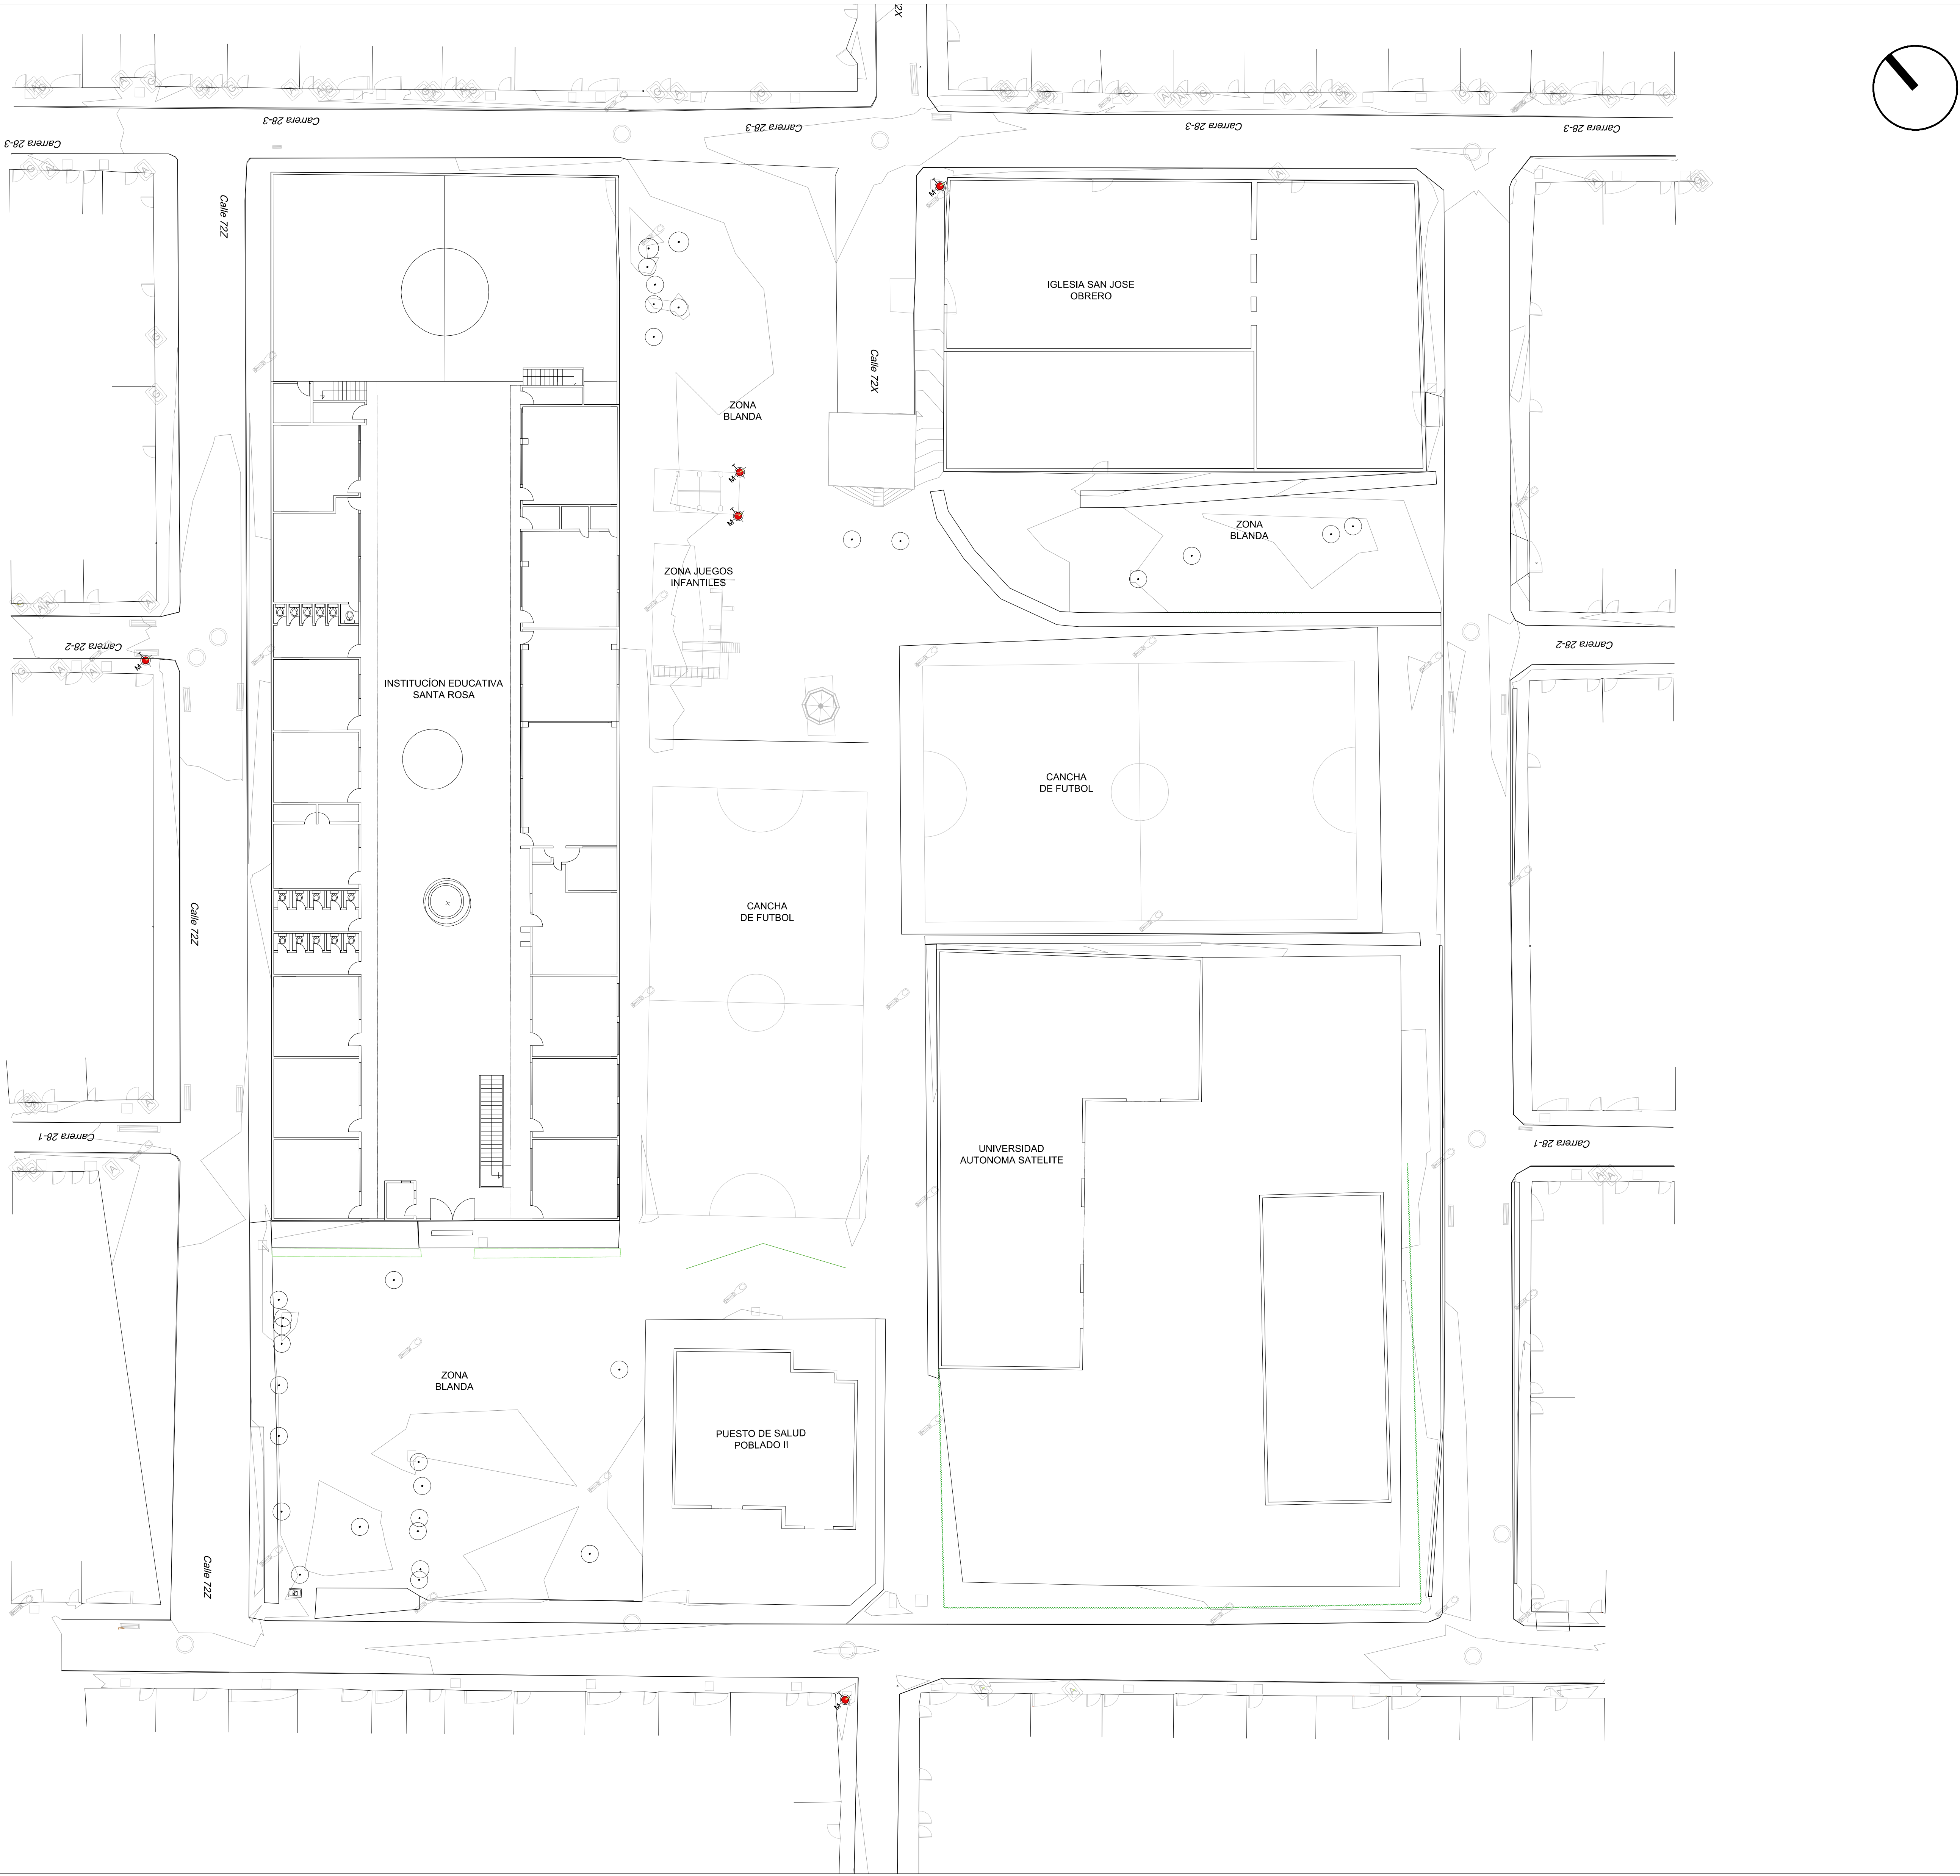 72X
Carrera 28-3
Carrera 28-3
Carrera 28-3
Carrera 28-3
Carrera 28-3
Calle 72Z
IGLESIA SAN JOSE
OBRERO
Calle 72X
ZONA
BLANDA
ZONA
BLANDA
ZONA JUEGOS
INFANTILES
Carrera 28-2
Carrera 28-2
INSTITUCÍON EDUCATIVA
SANTA ROSA
CANCHA
DE FUTBOL
CANCHA
DE FUTBOL
Calle 72Z
Carrera 28-1
Carrera 28-1
UNIVERSIDAD
AUTONOMA SATELITE
ZONA
BLANDA
PUESTO DE SALUD
POBLADO II
Calle 72Z